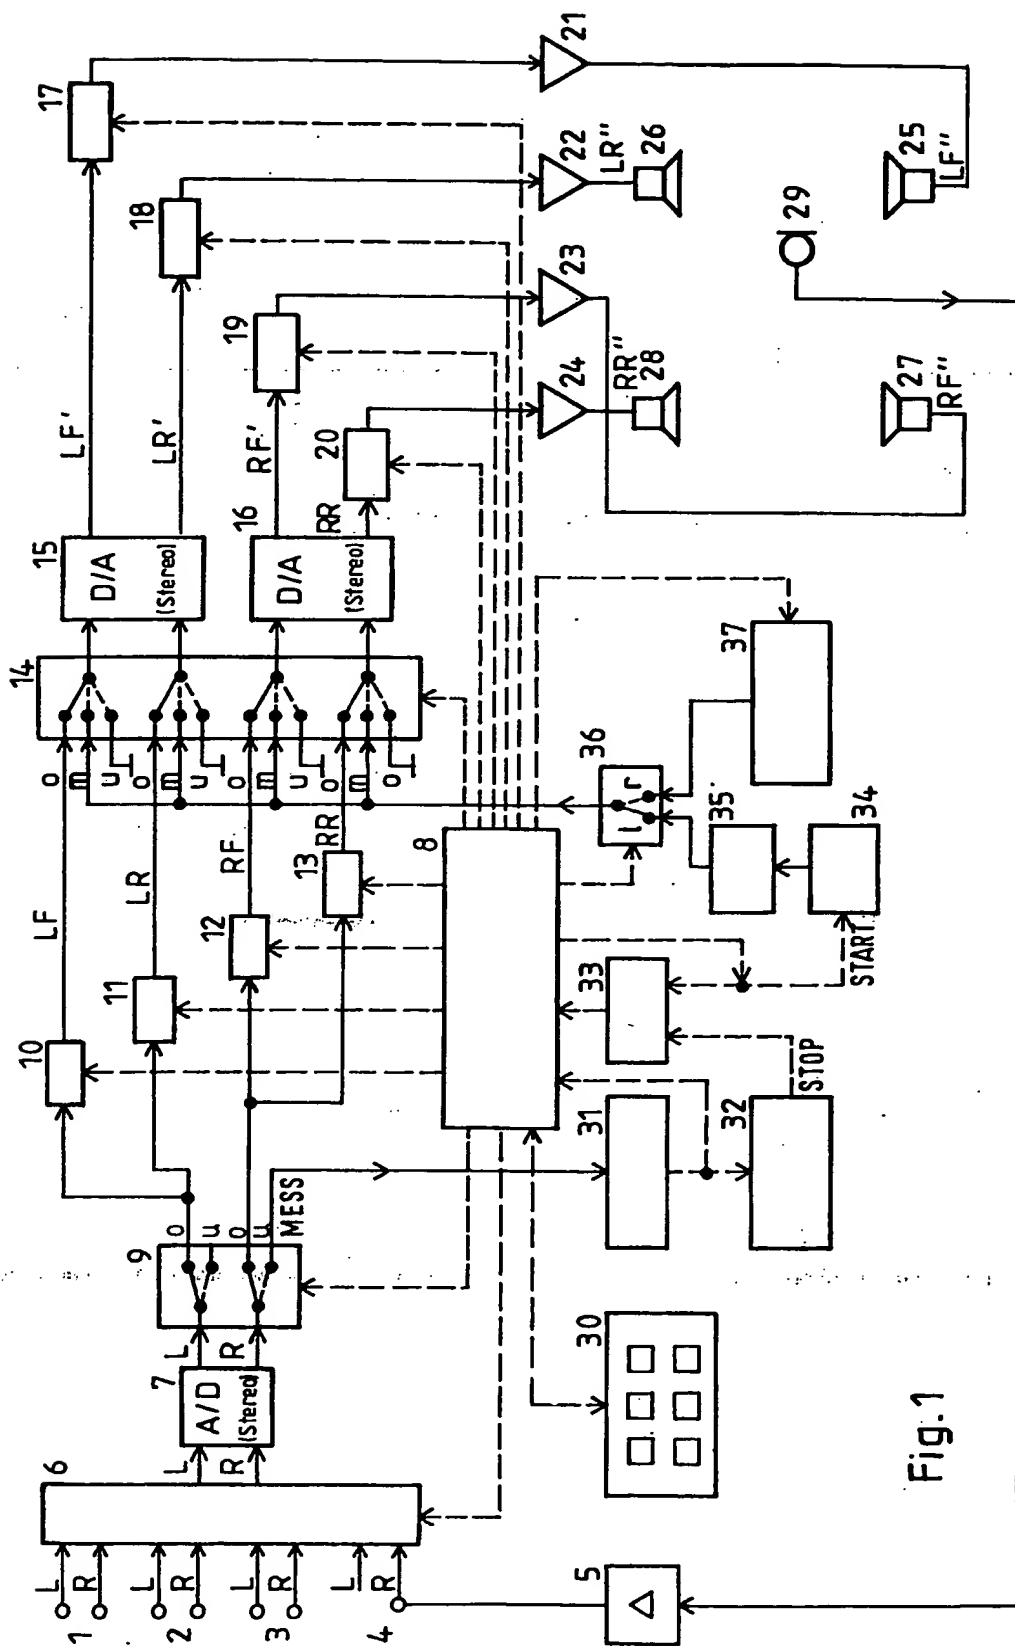 1
L
R
2
L
R
3
L
R
4
L
R
5
Δ
6
L
R
7
A/D
(Stereo)
L
R
9
o
u
o
u
MESS
10
LF
11
LR
12
RF
13
RR
14
o
m
u
o
m
u
o
m
u
o
m
o
15
D/A
(Stereo)
16
D/A
(Stereo)
LF'
LR'
RF'
RR
17
18
19
20
21
22
23
24
LR"
26
25
LF"
RR"
28
27
RF"
29
8
30
31
32
STOP
33
START
34
35
36
l
r
37
Fig.1